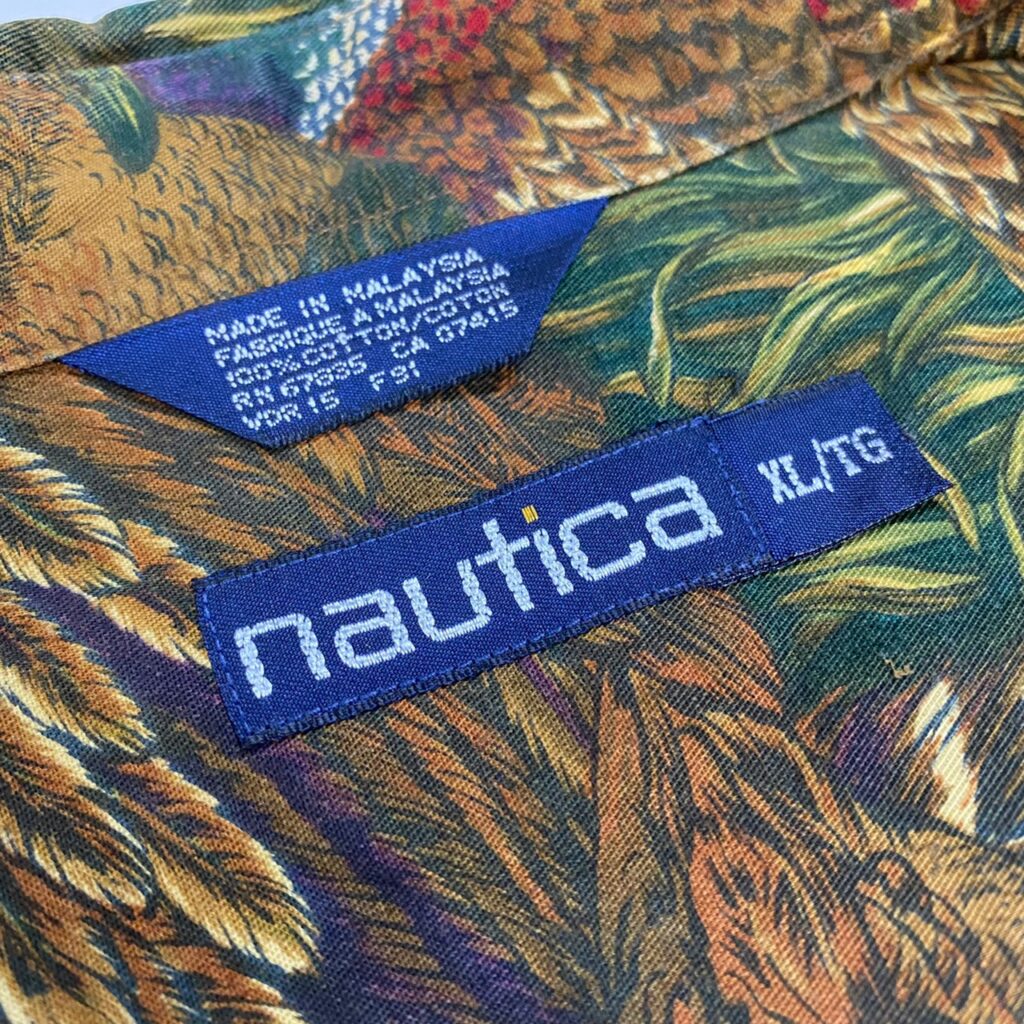 MADE IN MALAYSIA
FABRIQUE A MALAYSIA
100% COTTON/COTON
RN 67835 CA 07415
VDR 15 F91
nautica
XL/TG